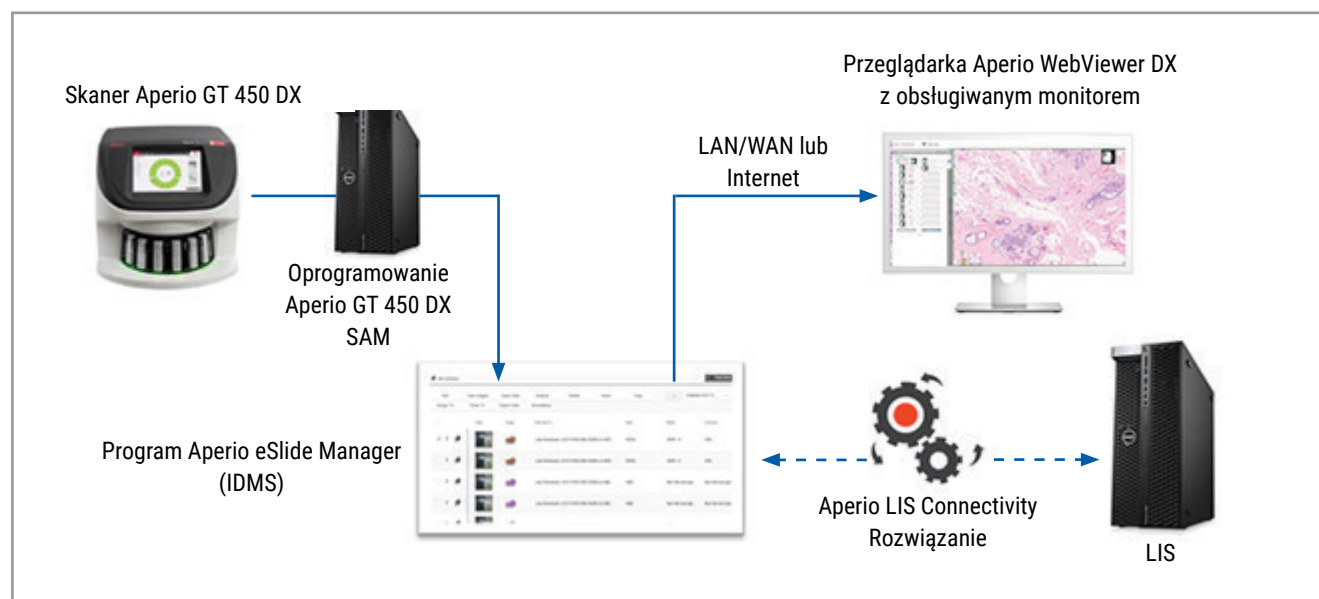 Skaner Aperio GT 450 DX
Oprogramowanie
Aperio GT 450 DX
SAM
LAN/WAN lub
Internet
Przeglądarka Aperio WebViewer DX
z obsługiwanym monitorem
Program Aperio eSlide Manager
(IDMS)
Aperio LIS Connectivity
Rozwiązanie
LIS